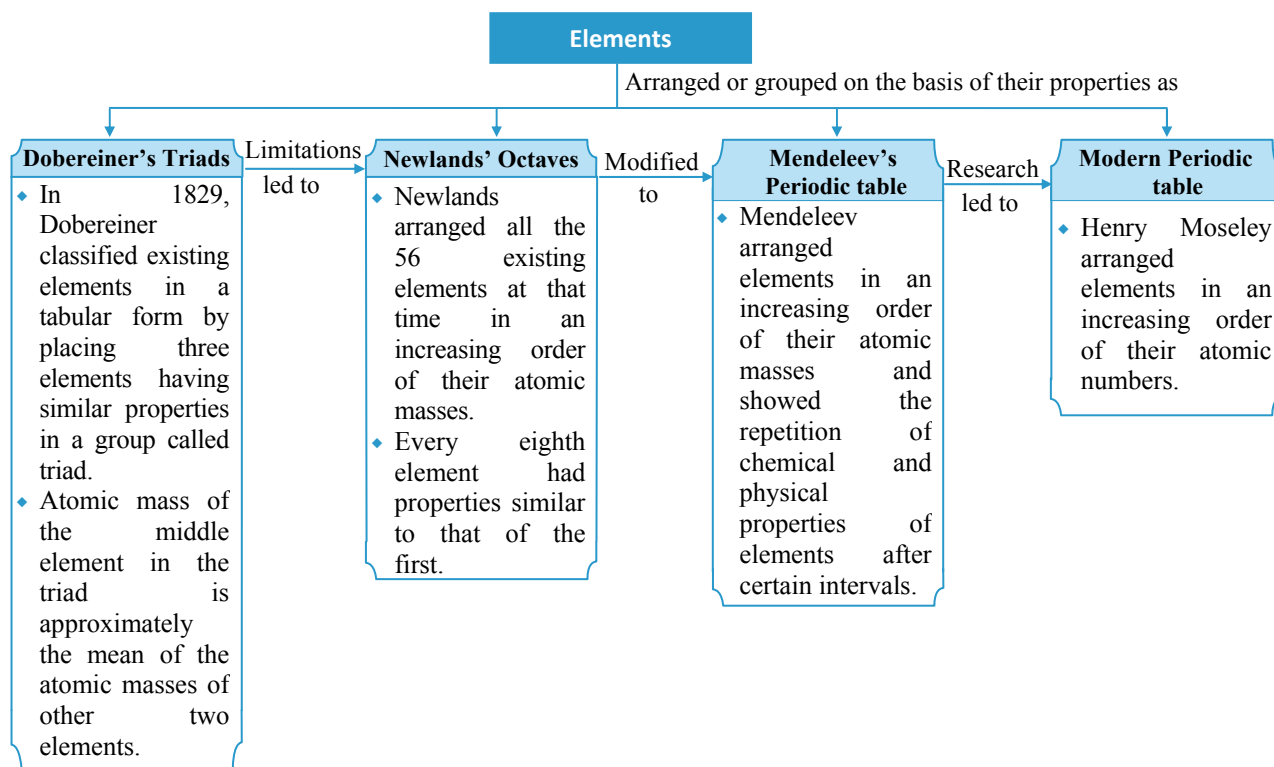 Elements
Arranged or grouped on the basis of their properties as
Dobereiner's Triads
In 1829,
Dobereiner
classified existing
elements in a
tabular form by
placing three
elements having
similar properties
in a group called
triad.
Atomic mass of
the middle
element in the
triad is
approximately
the mean of the
atomic masses of
other two
elements.
Limitations
led to
Newlands' Octaves
Newlands
arranged all the
56 existing
elements at that
time in an
increasing order
of their atomic
masses.
Every eighth
element had
properties similar
to that of the
first.
Modified
to
Mendeleev's
Periodic table
Mendeleev
arranged
elements in an
increasing order
of their atomic
masses and
showed the
repetition of
chemical and
physical
properties of
elements after
certain intervals.
Research
led to
Modern Periodic
table
Henry Moseley
arranged
elements in an
increasing order
of their atomic
numbers.